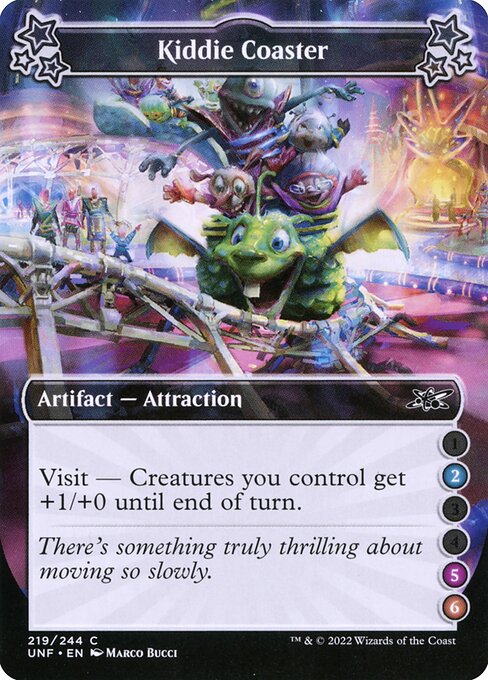 Kiddie Coaster
Artifact — Attraction
1
2
3
4
5
6
Visit — Creatures you control get
+1/+0 until end of turn.
There's something truly thrilling about
moving so slowly.
219/244 C
UNF • EN Marco Bucci
™ & © 2022 Wizards of the Coast